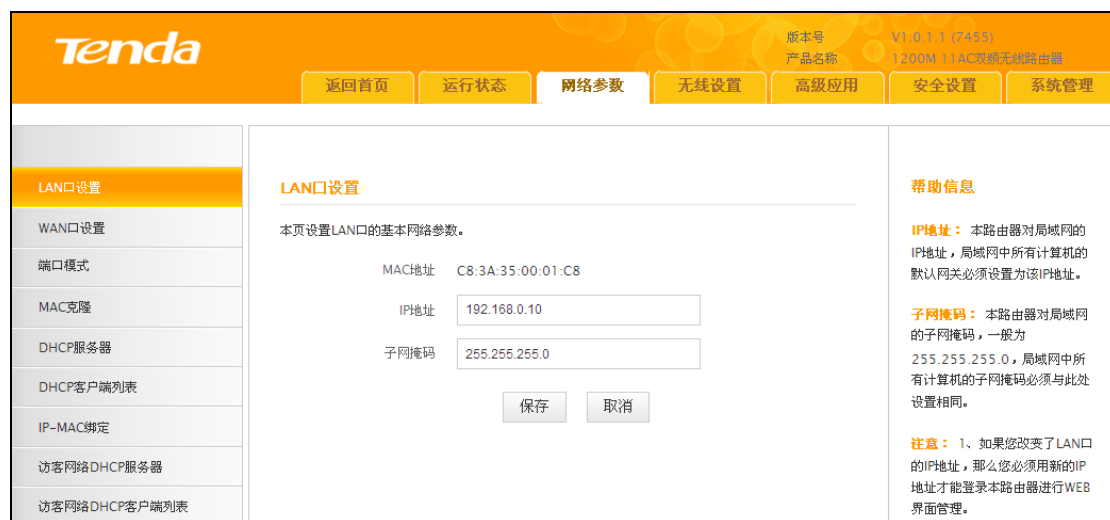 Tenda
版本号 V1.0.1.1 (7455)
产品名称 1200M 11AC双频无线路由器
返回首页 运行状态 网络参数 无线设置 高级应用 安全设置 系统管理
LAN口设置
WAN口设置
端口模式
MAC克隆
DHCP服务器
DHCP客户端列表
IP-MAC绑定
访客网络DHCP服务器
访客网络DHCP客户端列表
LAN口设置
本页设置LAN口的基本网络参数。
MAC地址 C8:3A:35:00:01:C8
IP地址 192.168.0.10
子网掩码 255.255.255.0
保存 取消
帮助信息
IP地址： 本路由器对局域网的
IP地址，局域网中所有计算机的
默认网关必须设置为该IP地址。
子网掩码： 本路由器对局域网
的子网掩码，一般为
255.255.255.0，局域网中所
有计算机的子网掩码必须与此处
设置相同。
注意： 1、如果您改变了LAN口
的IP地址，那么您必须用新的IP
地址才能登录本路由器进行WEB
界面管理。